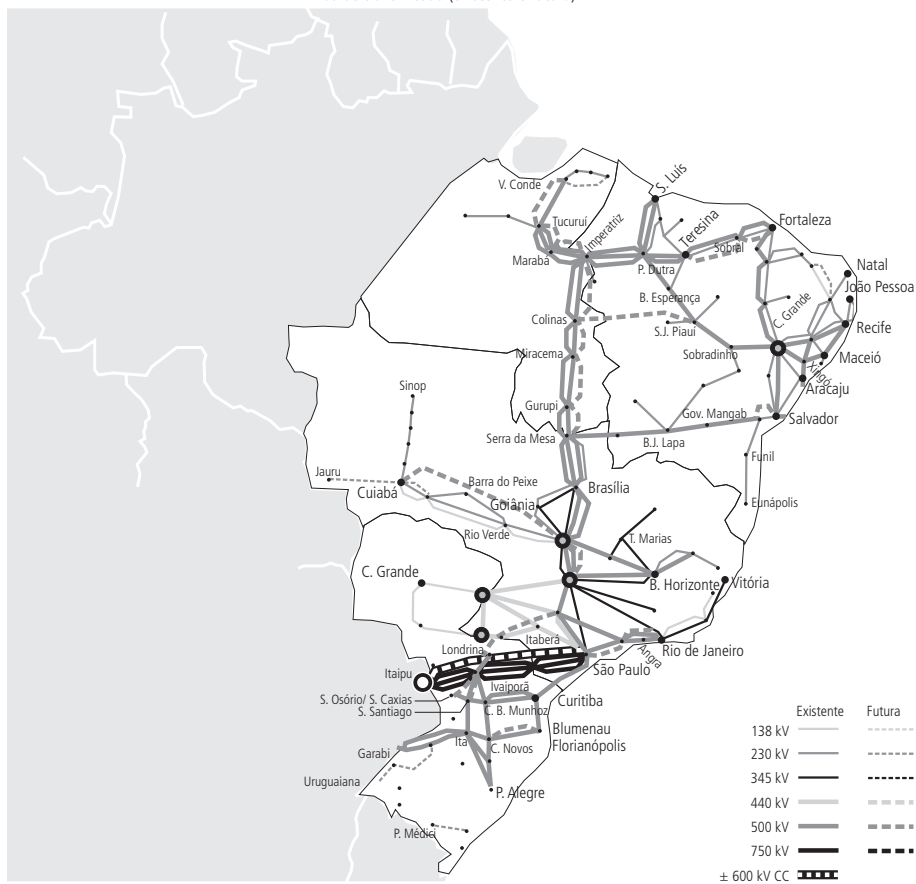 V. Conde
S. Luís
Tucuruí
Imperatriz
Teresina
Fortaleza
Sobral
Marabá
P. Dutra
Natal
João Pessoa
B. Esperança
C. Grande
Colinas
S.J. Piauí
Recife
Miracema
Sobradinho
Maceió
Xingó
Sinop
Aracaju
Gurupi
Gov. Mangab
Salvador
Serra da Mesa
B.J. Lapa
Funil
Jauru
Barra do Peixe
Brasília
Cuiabá
Goiânia
Eunápolis
Rio Verde
T. Marias
C. Grande
B. Horizonte
Vitória
Itaberá
Londrina
Angra
Rio de Janeiro
Itaipu
São Paulo
Ivaiporã
S. Osório/ S. Caxias
Curitiba
S. Santiago
C. B. Munhoz
Blumenau
Ita
C. Novos
Florianópolis
Garabi
Uruguaiana
P. Alegre
P. Médici
Existente Futura
138 kV
230 kV
345 kV
440 kV
500 kV
750 kV
± 600 kV CC